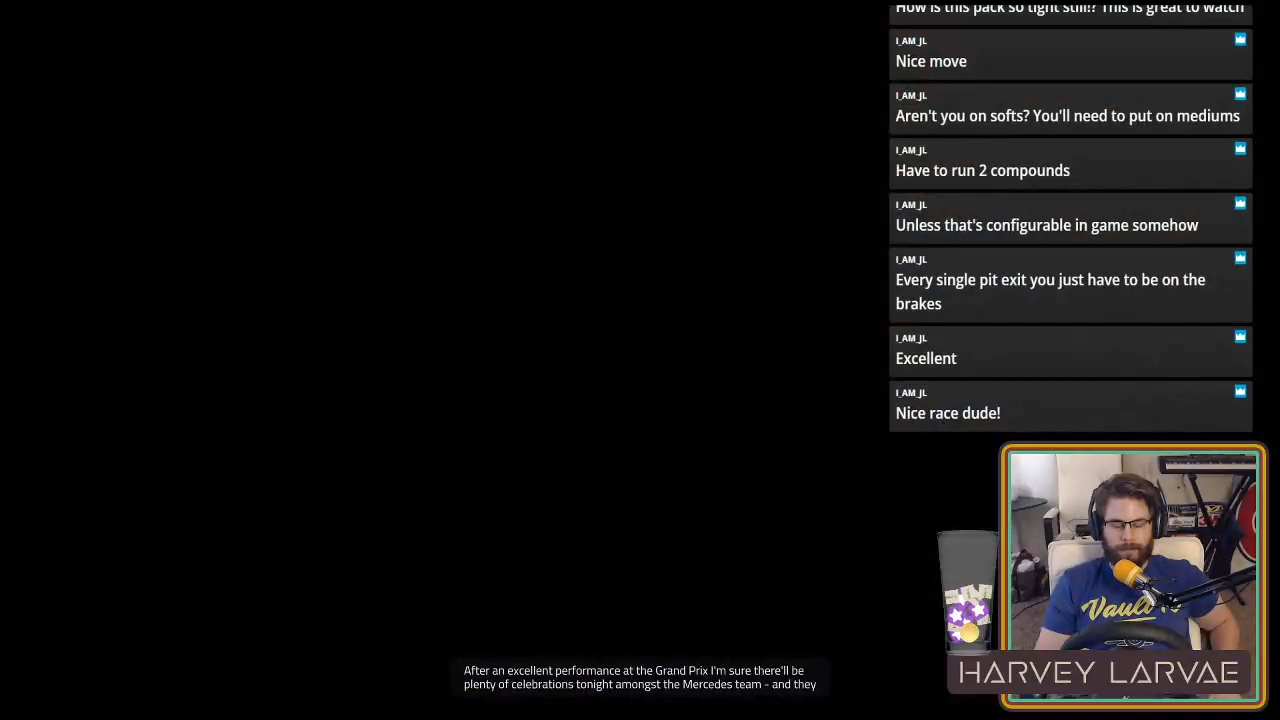 How is this pack so tight still!? This is great to watch
I_AM_JL
Nice move
I_AM_JL
Aren't you on softs? You'll need to put on mediums
I_AM_JL
Have to run 2 compounds
I_AM_JL
Unless that's configurable in game somehow
I_AM_JL
Every single pit exit you just have to be on the
brakes
I_AM_JL
Excellent
I_AM_JL
Nice race dude!
Vault
HARVEY LARVAE
After an excellent performance at the Grand Prix I'm sure there'll be
plenty of celebrations tonight amongst the Mercedes team - and they